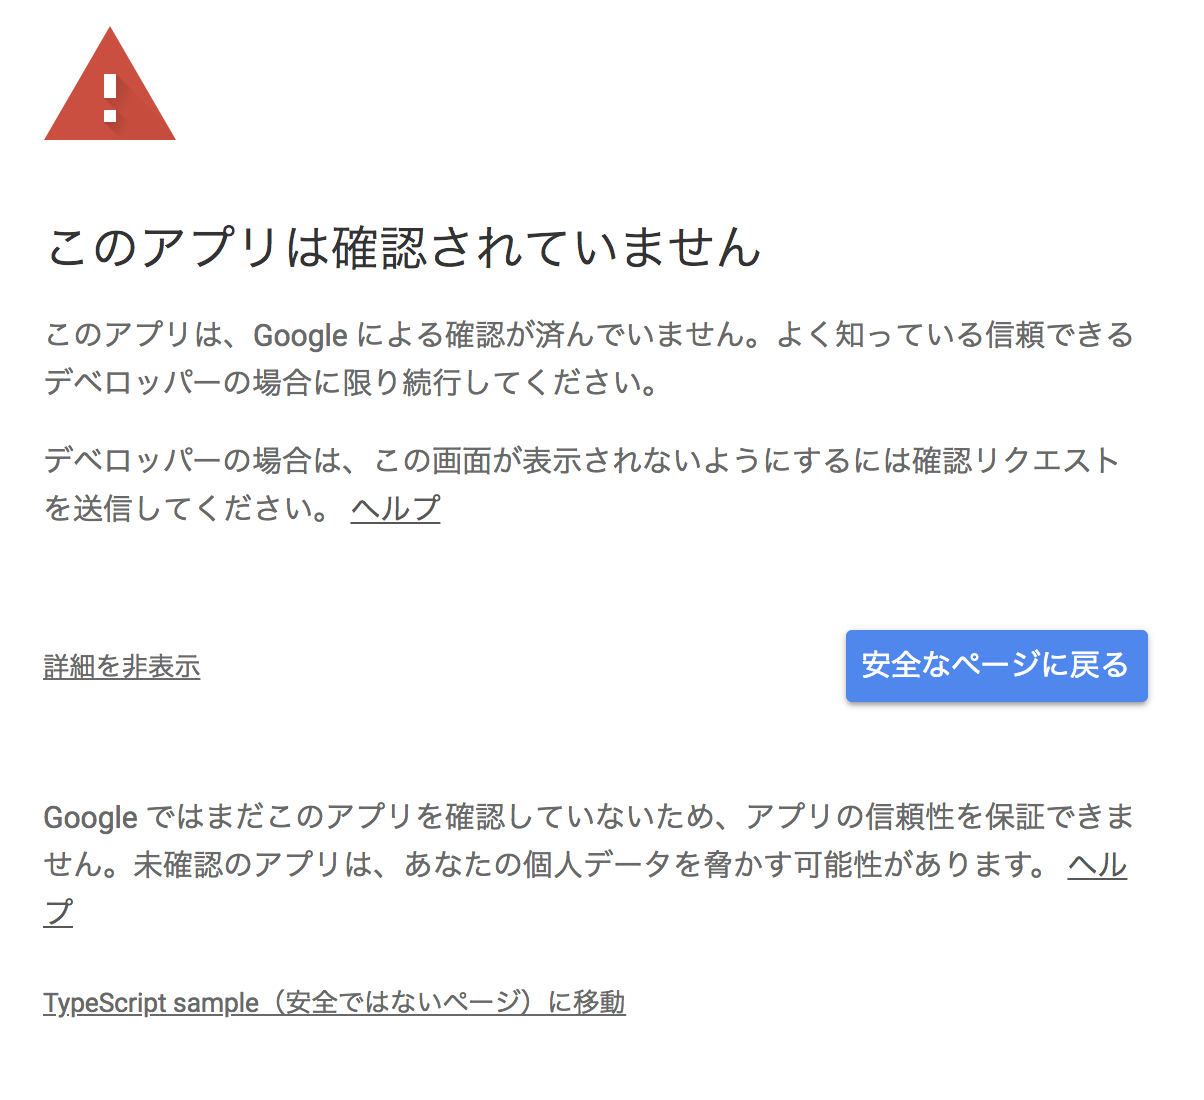 このアプリは確認されていません
このアプリは、Google による確認が済んでいません。よく知っている信頼できる
デベロッパーの場合に限り続行してください。
デベロッパーの場合は、この画面が表示されないようにするには確認リクエスト
を送信してください。 ヘルプ
詳細を非表示
安全なページに戻る
Google ではまだこのアプリを確認していないため、アプリの信頼性を保証できま
せん。未確認のアプリは、あなたの個人データを脅かす可能性があります。 ヘル
プ
TypeScript sample（安全ではないページ）に移動